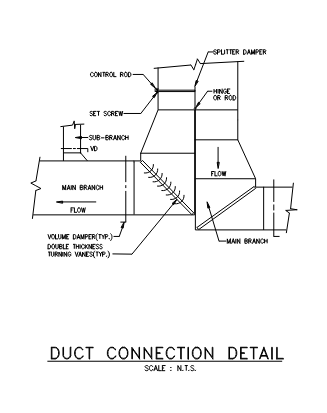 SPLITTER DAMPER
CONTROL ROD
HINGE
OR ROD
SET SCREW
SUB-BRANCH
VD
FLOW
MAIN BRANCH
FLOW
VOLUME DAMPER(TYP.)
DOUBLE THICKNESS
TURNING VANES(TYP.)
MAIN BRANCH
DUCT CONNECTION DETAIL
SCALE : N.T.S.